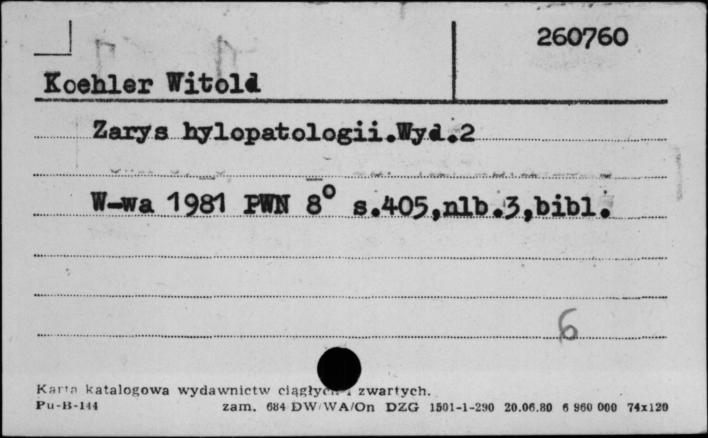 260760
Koehler Witold
Zarys hylopatologii.Wyd.2
W-wa 1981 PWN 8° s.405,nlb.3,bibl.
6
Karta katalogowa wydawnictw ciągłych i zwartych.
Pu-B-144 zam. 684 DW/WA/On DZG 1501-1-290 20.06.80 6 960 000 74x120